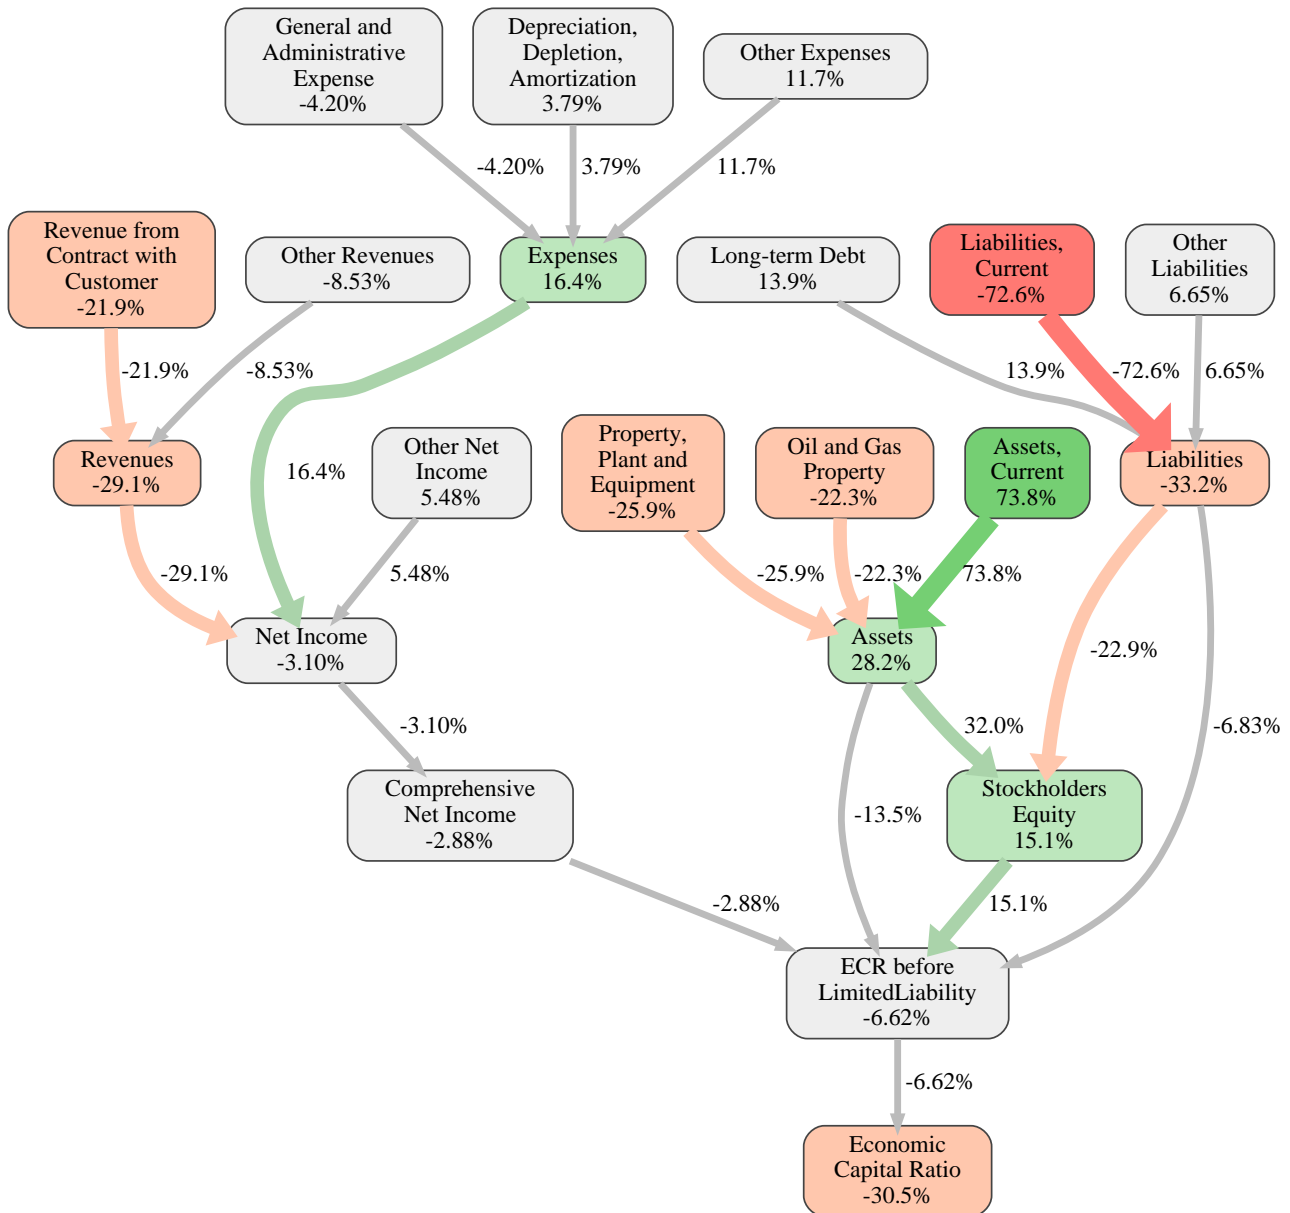 General and
Administrative
Expense
-4.20%
Depreciation,
Depletion,
Amortization
3.79%
Other Expenses
11.7%
-4.20%
3.79%
11.7%
Revenue from
Contract with
Customer
-21.9%
Other Revenues
-8.53%
Expenses
16.4%
Long-term Debt
13.9%
Liabilities,
Current
-72.6%
Other
Liabilities
6.65%
-21.9%
-8.53%
13.9%
-72.6%
6.65%
Revenues
-29.1%
16.4%
Other Net
Income
5.48%
Property,
Plant and
Equipment
-25.9%
Oil and Gas
Property
-22.3%
Assets,
Current
73.8%
Liabilities
-33.2%
-29.1%
5.48%
-25.9%
-22.3%
73.8%
Net Income
-3.10%
Assets
28.2%
-22.9%
-3.10%
32.0%
-6.83%
Comprehensive
Net Income
-2.88%
-13.5%
Stockholders
Equity
15.1%
-2.88%
15.1%
ECR before
LimitedLiability
-6.62%
-6.62%
Economic
Capital Ratio
-30.5%